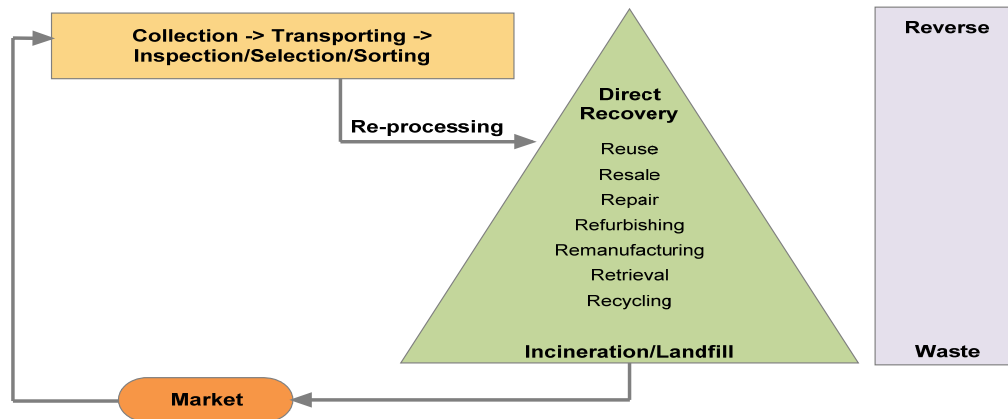 Collection -> Transporting ->
Inspection/Selection/Sorting
Re-processing
Direct
Recovery
Reuse
Resale
Repair
Refurbishing
Remanufacturing
Retrieval
Recycling
Incineration/Landfill
Market
Reverse
Waste